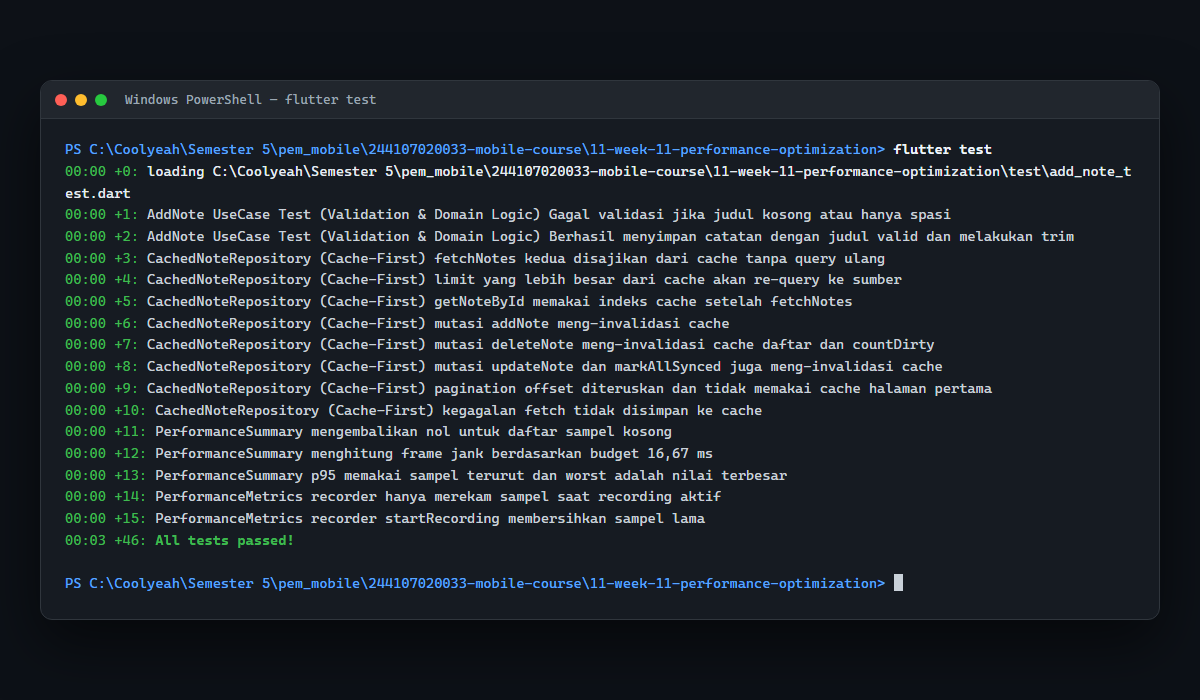 Windows PowerShell — flutter test
PS C:\Coolyeah\Semester 5\pem_mobile\244107020033-mobile-course\11-week-11-performance-optimization> flutter test
00:00 +0: loading C:\Coolyeah\Semester 5\pem_mobile\244107020033-mobile-course\11-week-11-performance-optimization\test\add_note_t
est.dart
00:00 +1: AddNote UseCase Test (Validation & Domain Logic) Gagal validasi jika judul kosong atau hanya spasi
00:00 +2: AddNote UseCase Test (Validation & Domain Logic) Berhasil menyimpan catatan dengan judul valid dan melakukan trim
00:00 +3: CachedNoteRepository (Cache-First) fetchNotes kedua disajikan dari cache tanpa query ulang
00:00 +4: CachedNoteRepository (Cache-First) limit yang lebih besar dari cache akan re-query ke sumber
00:00 +5: CachedNoteRepository (Cache-First) getNoteById memakai indeks cache setelah fetchNotes
00:00 +6: CachedNoteRepository (Cache-First) mutasi addNote meng-invalidasi cache
00:00 +7: CachedNoteRepository (Cache-First) mutasi deleteNote meng-invalidasi cache daftar dan countDirty
00:00 +8: CachedNoteRepository (Cache-First) mutasi updateNote dan markAllSynced juga meng-invalidasi cache
00:00 +9: CachedNoteRepository (Cache-First) pagination offset diteruskan dan tidak memakai cache halaman pertama
00:00 +10: CachedNoteRepository (Cache-First) kegagalan fetch tidak disimpan ke cache
00:00 +11: PerformanceSummary mengembalikan nol untuk daftar sampel kosong
00:00 +12: PerformanceSummary menghitung frame jank berdasarkan budget 16,67 ms
00:00 +13: PerformanceSummary p95 memakai sampel terurut dan worst adalah nilai terbesar
00:00 +14: PerformanceMetrics recorder hanya merekam sampel saat recording aktif
00:00 +15: PerformanceMetrics recorder startRecording membersihkan sampel lama
00:03 +46: All tests passed!
PS C:\Coolyeah\Semester 5\pem_mobile\244107020033-mobile-course\11-week-11-performance-optimization>